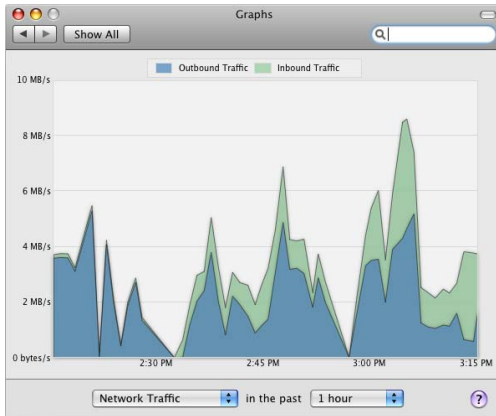 Graphs
Show All
Outbound Traffic Inbound Traffic
10 MB/s
8 MB/s
6 MB/s
4 MB/s
2 MB/s
0 bytes/s
2:30 PM 2:45 PM 3:00 PM 3:15 PM
Network Traffic in the past 1 hour ?